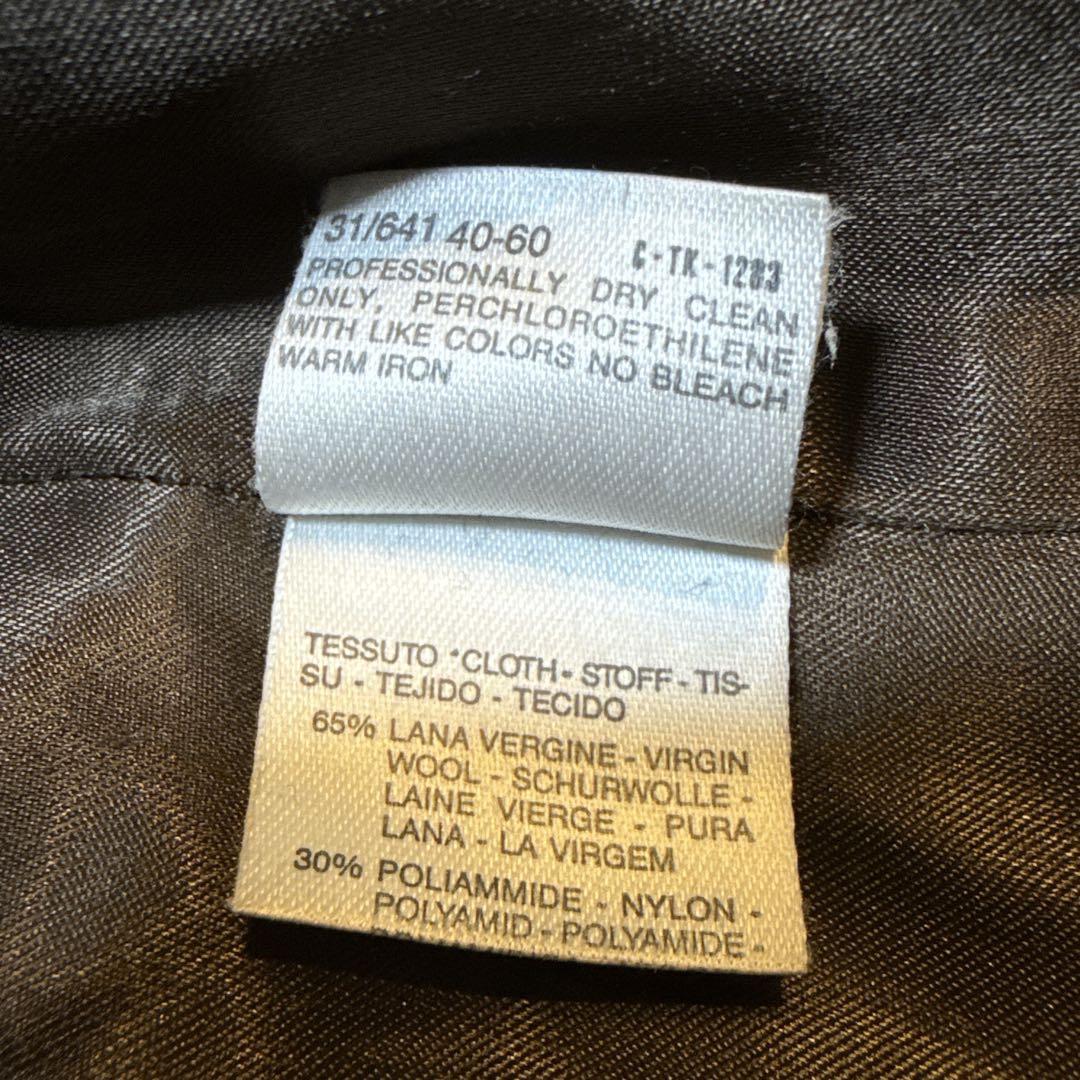 31/641 40-60 C-TK-1283
PROFESSIONALLY DRY CLEAN
ONLY, PERCHLOROETHILENE
WITH LIKE COLORS NO BLEACH
WARM IRON
TESSUTO *CLOTH - STOFF - TIS-
SU - TEJIDO - TECIDO
65% LANA VERGINE - VIRGIN
WOOL - SCHURWOLLE -
LAINE VIERGE - PURA
LANA - LA VIRGEM
30% POLIAMMIDE - NYLON -
POLYAMID - POLYAMIDE -